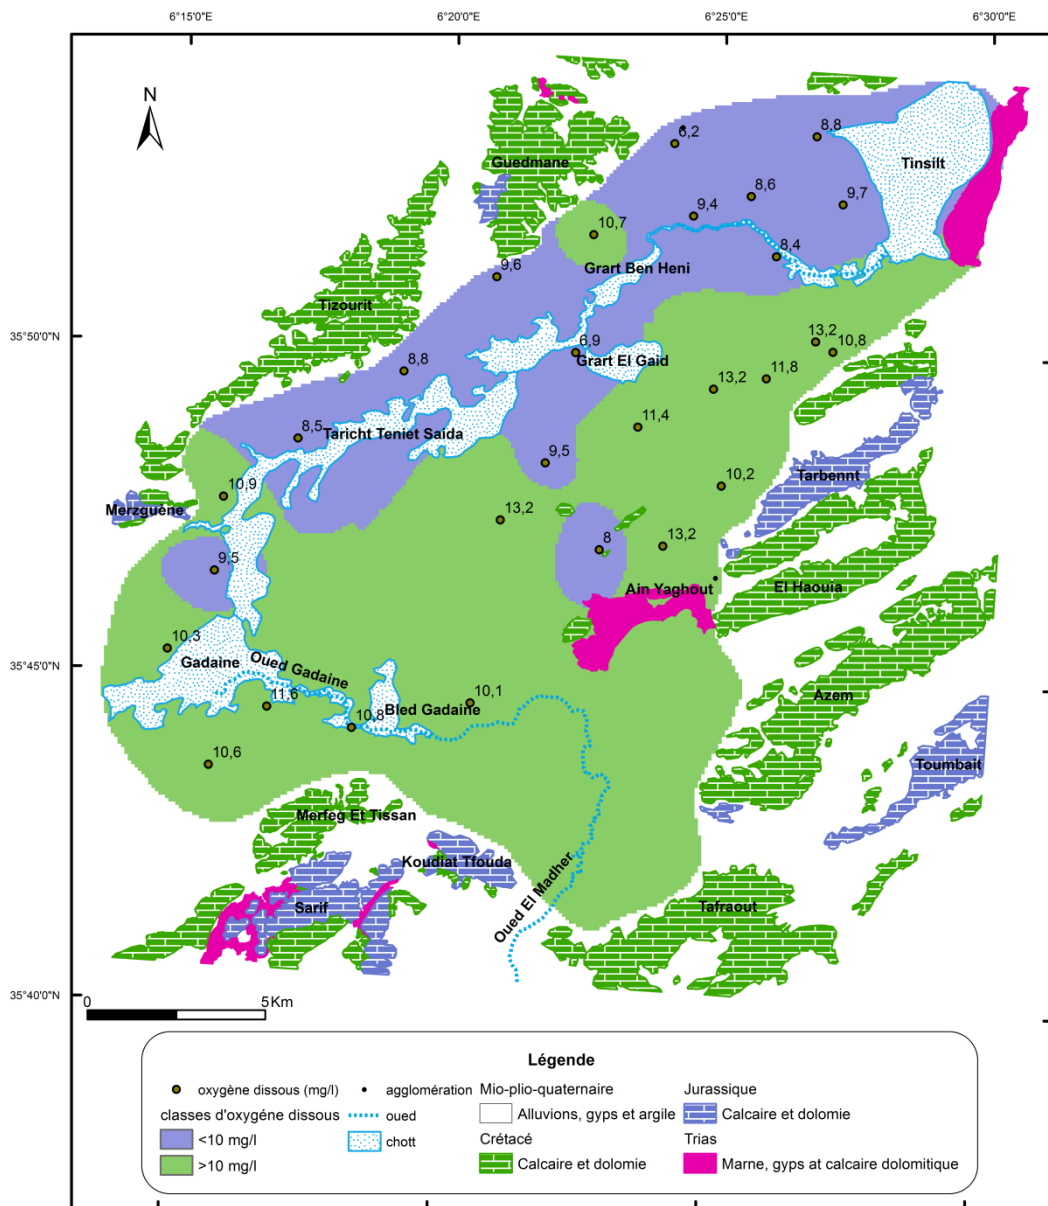 6°15'0"E 6°20'0"E 6°25'0"E 6°30'0"E
N
6,2
8,8
Guedmane
Tinsilt
8,6
9,7
9,4
10,7
8,4
9,6
Grart Ben Heni
Tizourit
35°50'0"N
13,2
10,8
6,9
Grart El Gaid
8,8
11,8
13,2
11,4
8,5
Taricht Teniet Saida
9,5
Tarbennt
10,9
10,2
Merzguène
13,2
8
13,2
9,5
Ain Yaghout
El Haouia
10,3
35°45'0"N
Gadaine
Oued Gadaine
11,6
10,8
Bled Gadaine
10,1
Azem
10,6
Toumbait
Merfeg Et Tissan
Koudiat Tfouda
Oued El Madher
Sarif
Tafraout
35°40'0"N
0 5Km
Légende
oxygène dissous (mg/l)
classes d'oxygéne dissous
<10 mg/l
>10 mg/l
agglomération
oued
chott
Mio-plio-quaternaire
Alluvions, gyps et argile
Crétacé
Calcaire et dolomie
Jurassique
Calcaire et dolomie
Trias
Marne, gyps at calcaire dolomitique